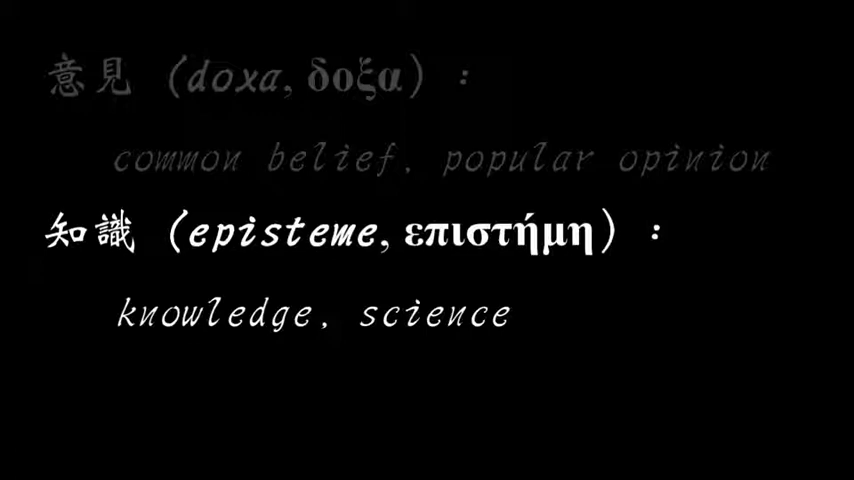 意見 (doxa, δοξα) :
common belief, popular opinion
知識 (episteme, επιστήμη) :
knowledge, science